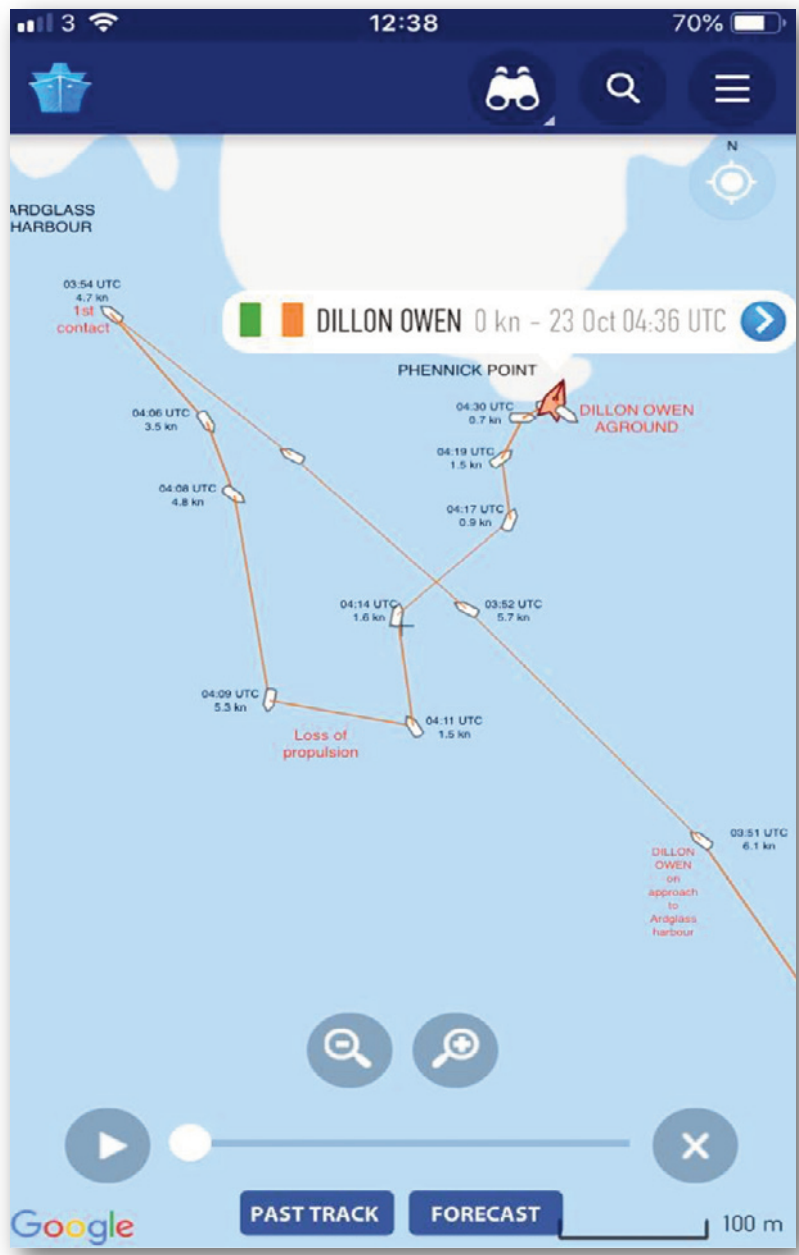 3
12:38
70%
N
ARDGLASS
HARBOUR
03:54 UTC
4.7 kn
1st
contact
DILLON OWEN 0 kn – 23 Oct 04:36 UTC
PHENNICK POINT
04:30 UTC
0.7 kn
DILLON OWEN
AGROUND
04:06 UTC
3.5 kn
04:19 UTC
1.5 kn
04:08 UTC
4.8 kn
04:17 UTC
0.9 kn
04:14 UTC
1.6 kn
03:52 UTC
5.7 kn
04:09 UTC
5.3 kn
04:11 UTC
1.5 kn
Loss of
propulsion
03:51 UTC
6.1 kn
DILLON
OWEN
on
approach
to
Ardglass
harbour
PAST TRACK
FORECAST
Google
100 m